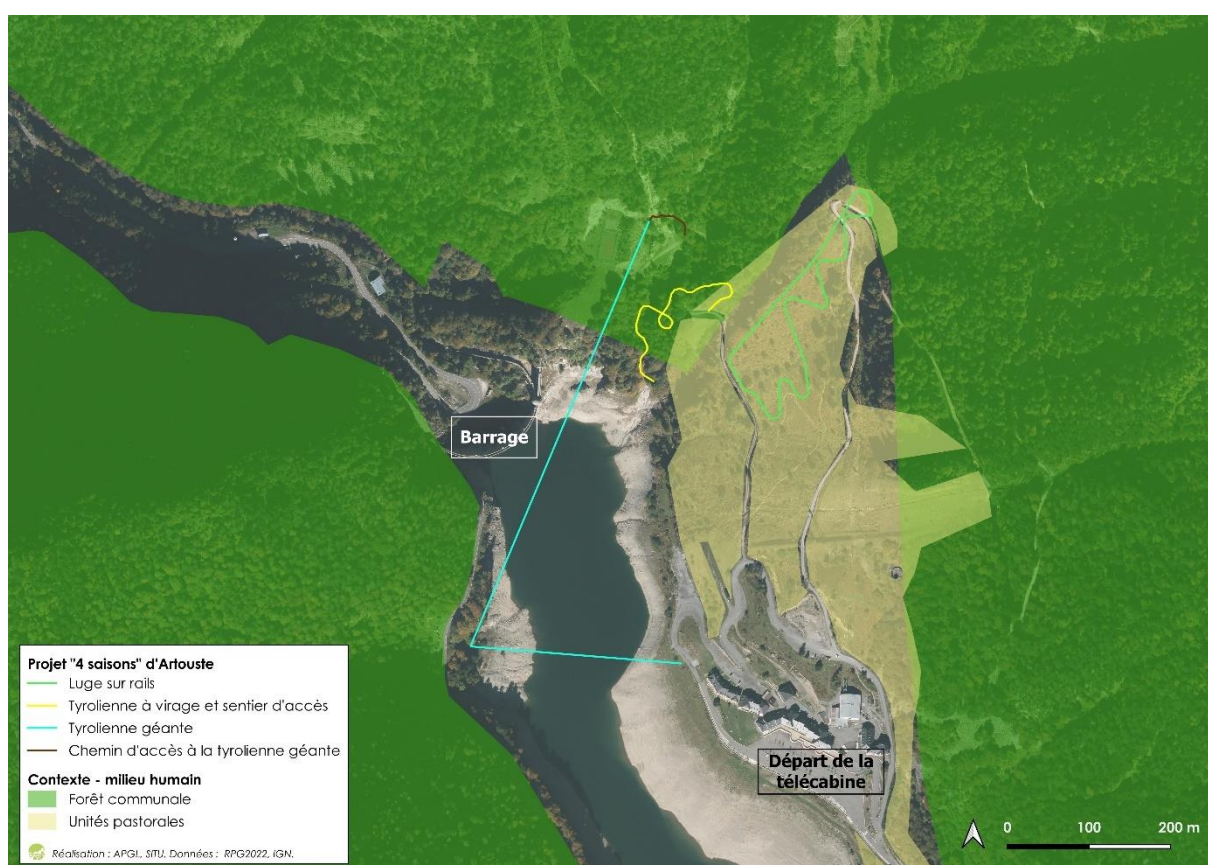 Barrage
Départ de la
télécabine
Projet "4 saisons" d'Artouste
Luge sur rails
Tyrolienne à virage et sentier d'accès
Tyrolienne géante
Chemin d'accès à la tyrolienne géante
Contexte - milieu humain
Forêt communale
Unités pastorales
Réalisation : APGL, SITU. Données : RPG2022, IGN.
0 100 200 m